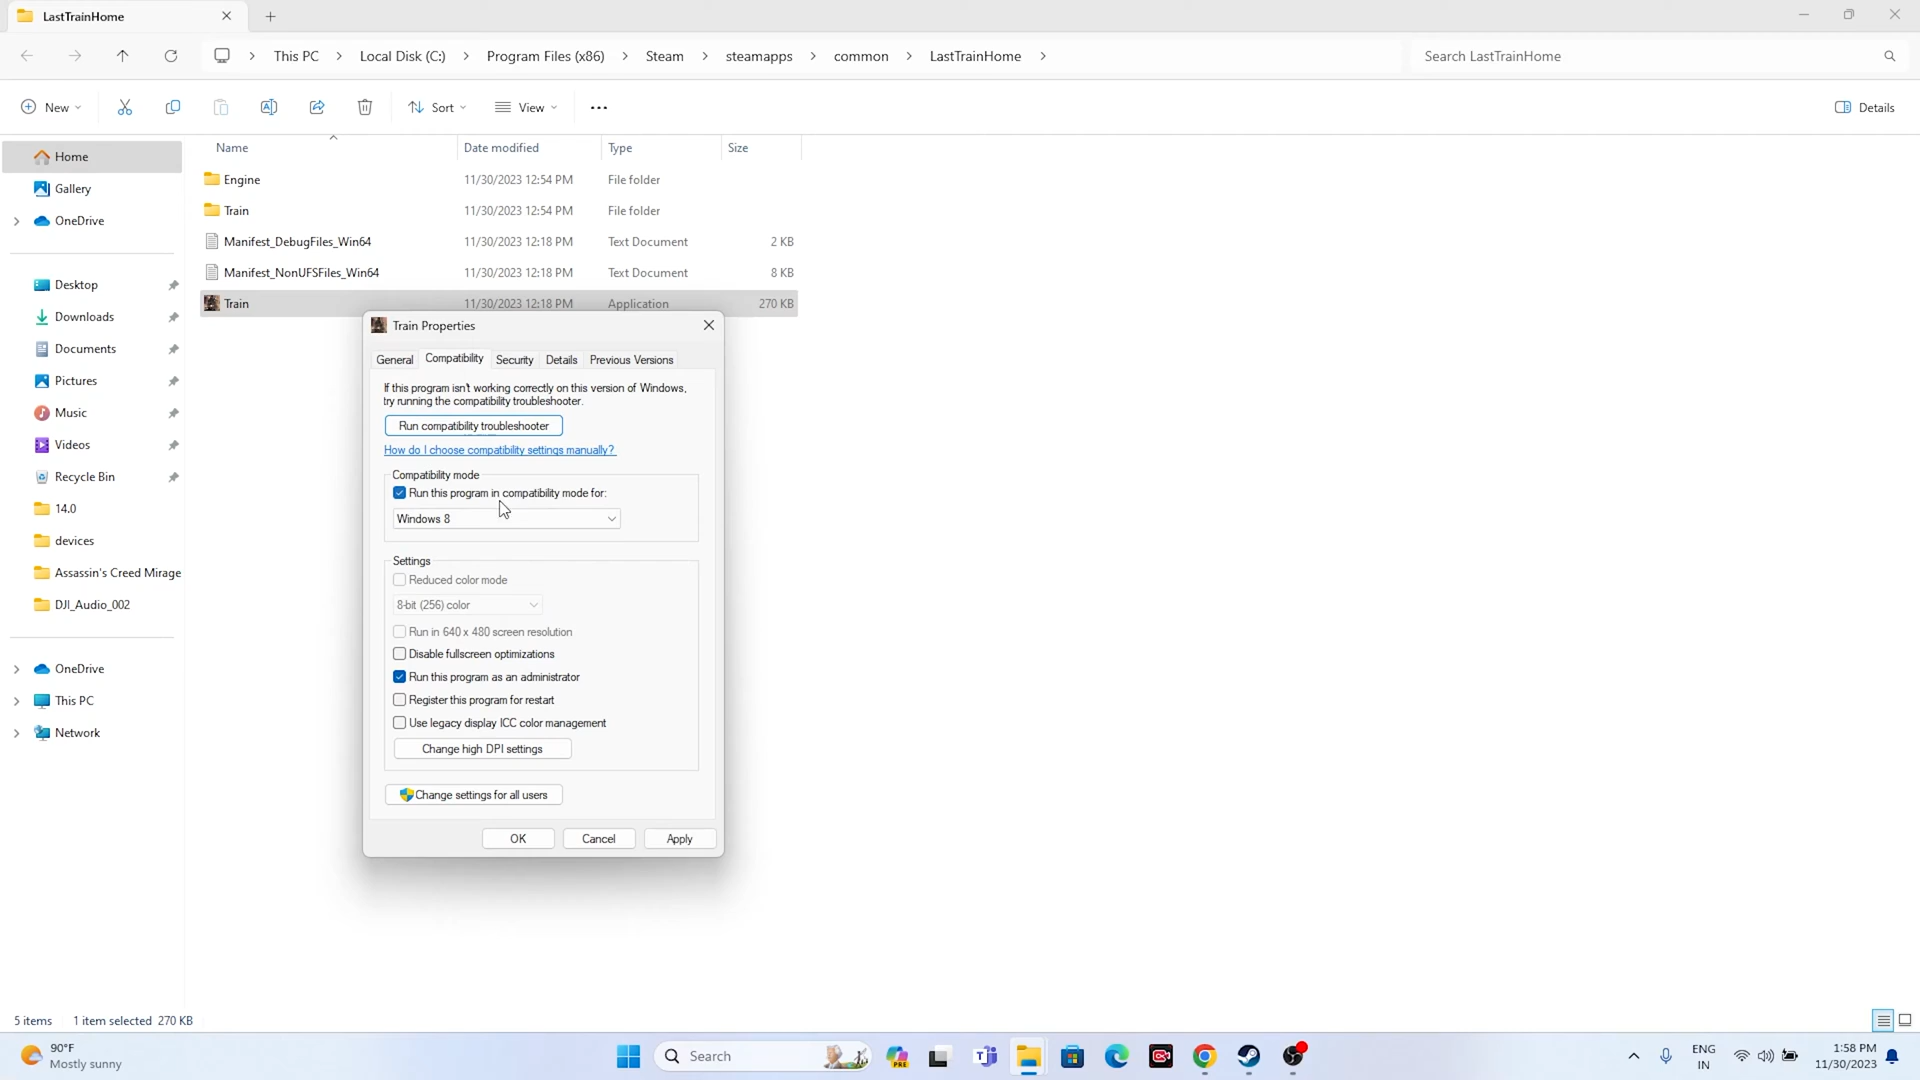 LastTrainHome
This PC > Local Disk (C:) > Program Files (x86) > Steam > steamapps > common > LastTrainHome >
Search LastTrainHome
New
Sort
View
Details
Name
Date modified
Type
Size
Home
Gallery
OneDrive
Desktop
Downloads
Documents
Pictures
Music
Videos
Recycle Bin
14.0
devices
Assassin's Creed Mirage
DJI_Audio_002
OneDrive
This PC
Network
Engine 11/30/2023 12:54 PM File folder
Train 11/30/2023 12:54 PM File folder
Manifest_DebugFiles_Win64 11/30/2023 12:18 PM Text Document 2 KB
Manifest_NonUFSFiles_Win64 11/30/2023 12:18 PM Text Document 8 KB
Train 11/30/2023 12:18 PM Application 270 KB
Train Properties
General Compatibility Security Details Previous Versions
If this program isn't working correctly on this version of Windows,
try running the compatibility troubleshooter.
Run compatibility troubleshooter
How do I choose compatibility settings manually?
Compatibility mode
Run this program in compatibility mode for:
Windows 8
Settings
Reduced color mode
8-bit (256) color
Run in 640 x 480 screen resolution
Disable fullscreen optimizations
Run this program as an administrator
Register this program for restart
Use legacy display ICC color management
Change high DPI settings
Change settings for all users
OK Cancel Apply
5 items 1 item selected 270 KB
90°F
Mostly sunny
Search
PRE
ENG
IN
1:58 PM
11/30/2023